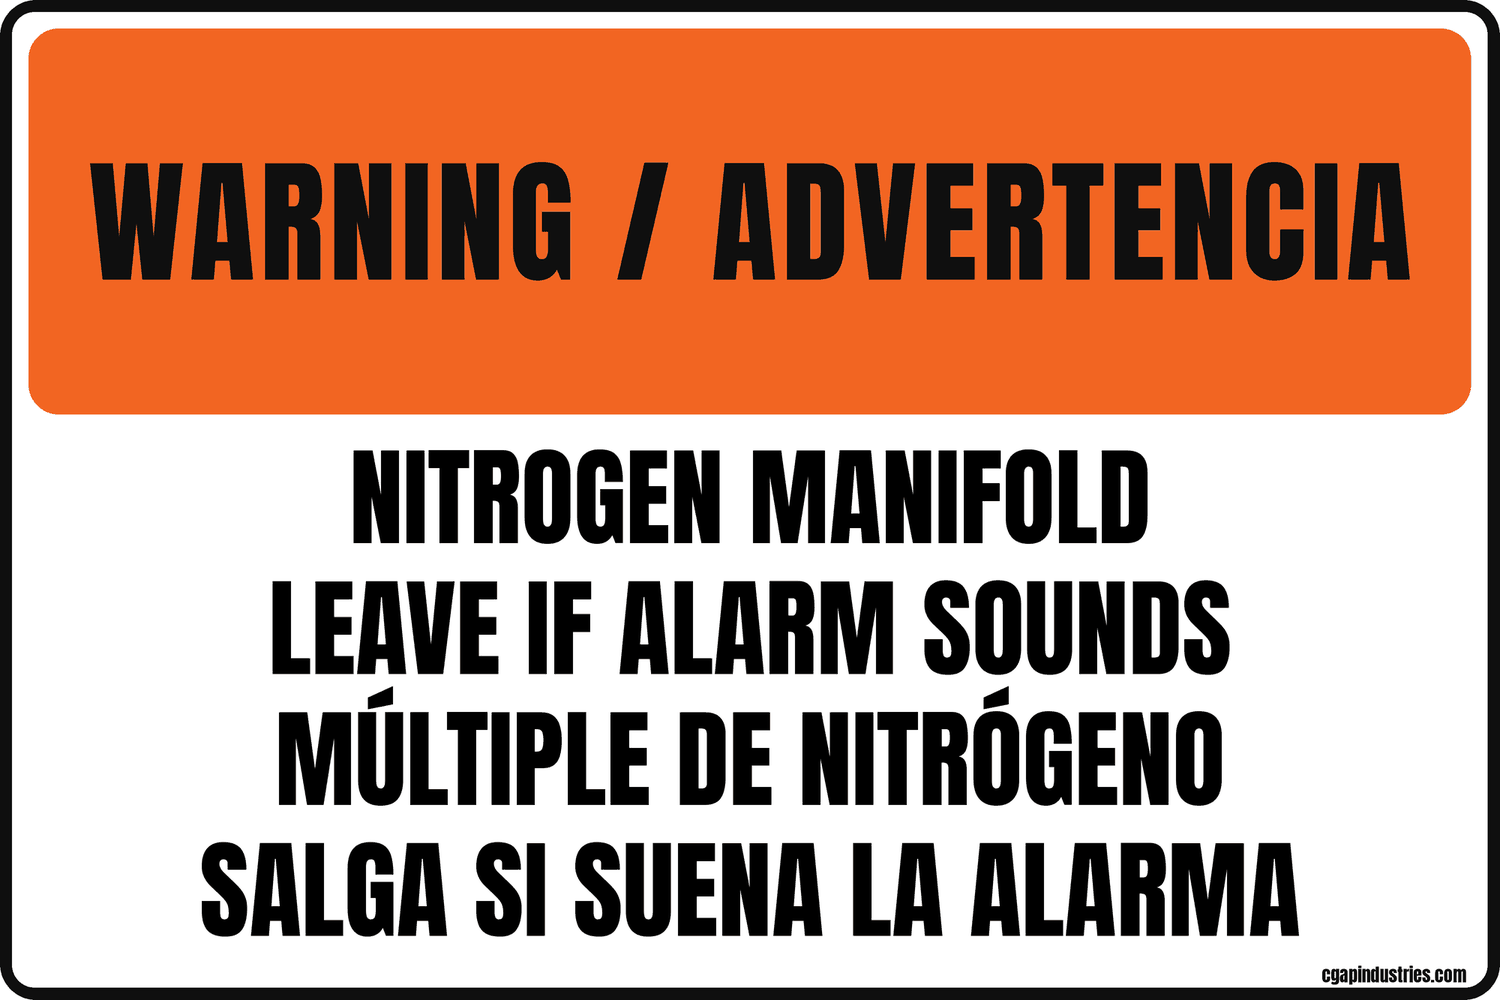 WARNING / ADVERTENCIA
NITROGEN MANIFOLD
LEAVE IF ALARM SOUNDS
MÚLTIPLE DE NITRÓGENO
SALGA SI SUENA LA ALARMA
cgapindustries.com